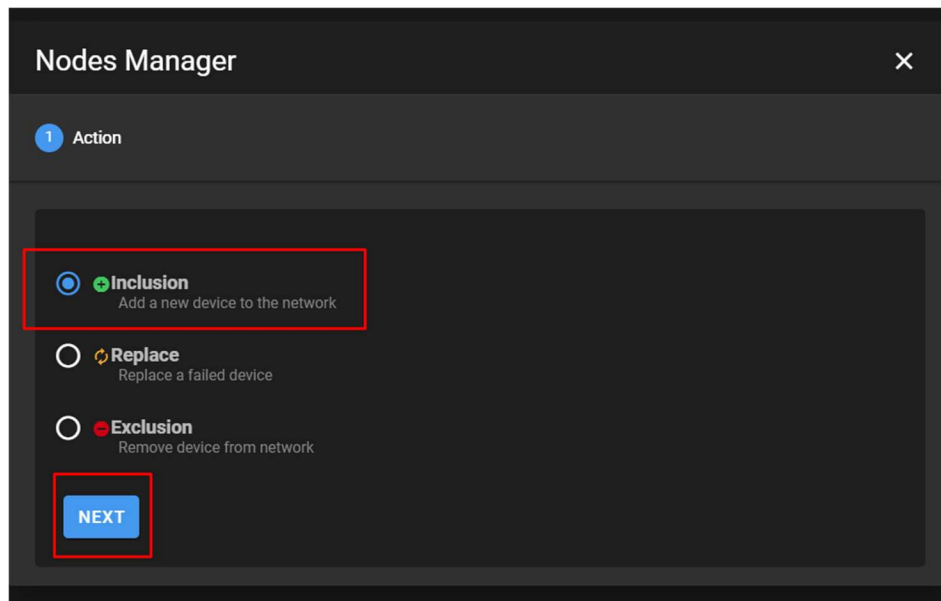 Nodes Manager
1 Action
Inclusion
Add a new device to the network
Replace
Replace a failed device
Exclusion
Remove device from network
NEXT